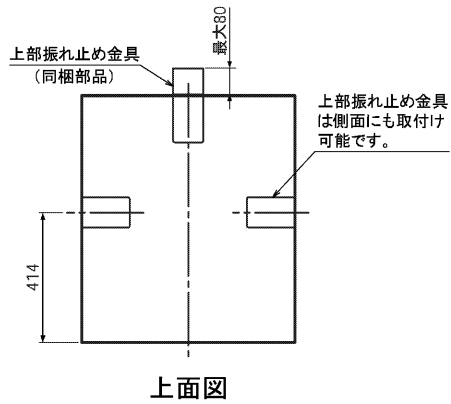 最大80
上部振れ止め金具
（同梱部品）
上部振れ止め金具
は側面にも取付け
可能です。
414
上面図